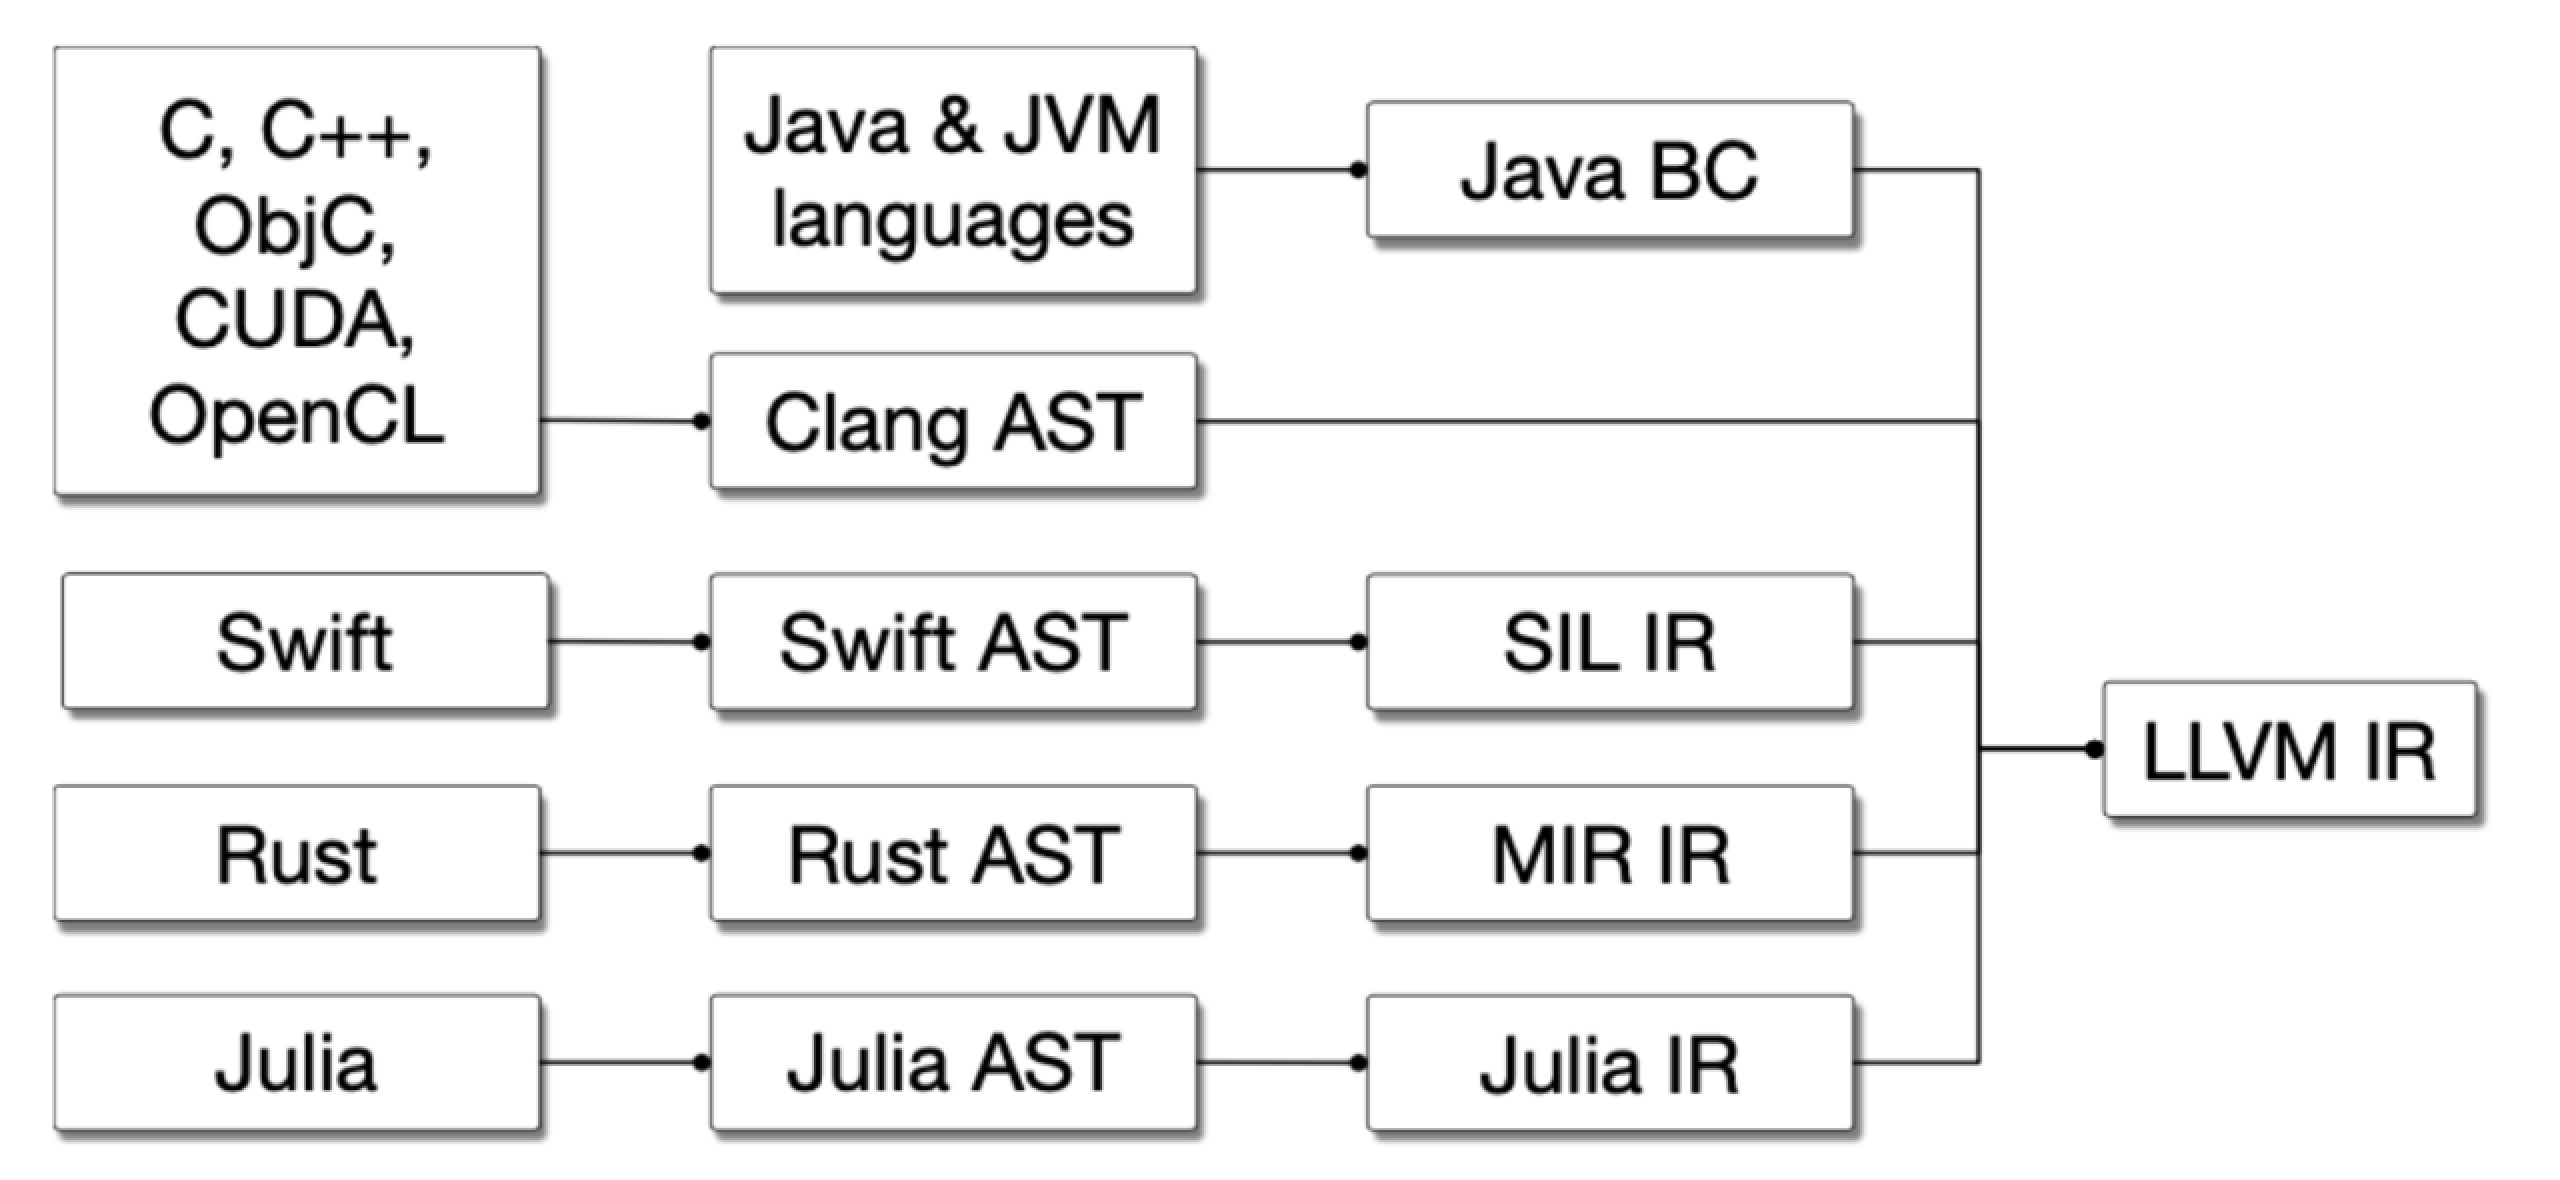 C, C++,
ObjC,
CUDA,
OpenCL
Java & JVM
languages
Java BC
Clang AST
Swift
Swift AST
SIL IR
LLVM IR
Rust
Rust AST
MIR IR
Julia
Julia AST
Julia IR